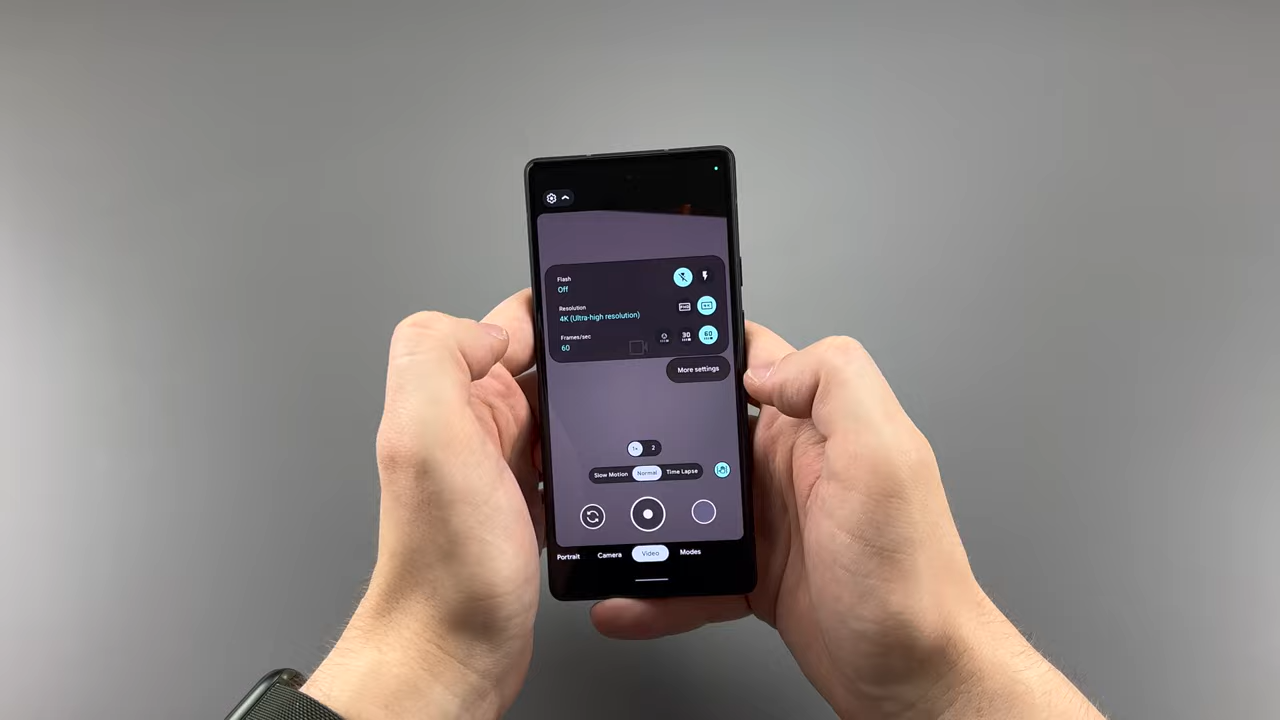 Flash
Off
Resolution
4K (Ultra-high resolution)
Frames/sec
60
30
60
More settings
1x 2
Slow Motion Normal Time Lapse
Portrait Camera Video Modes